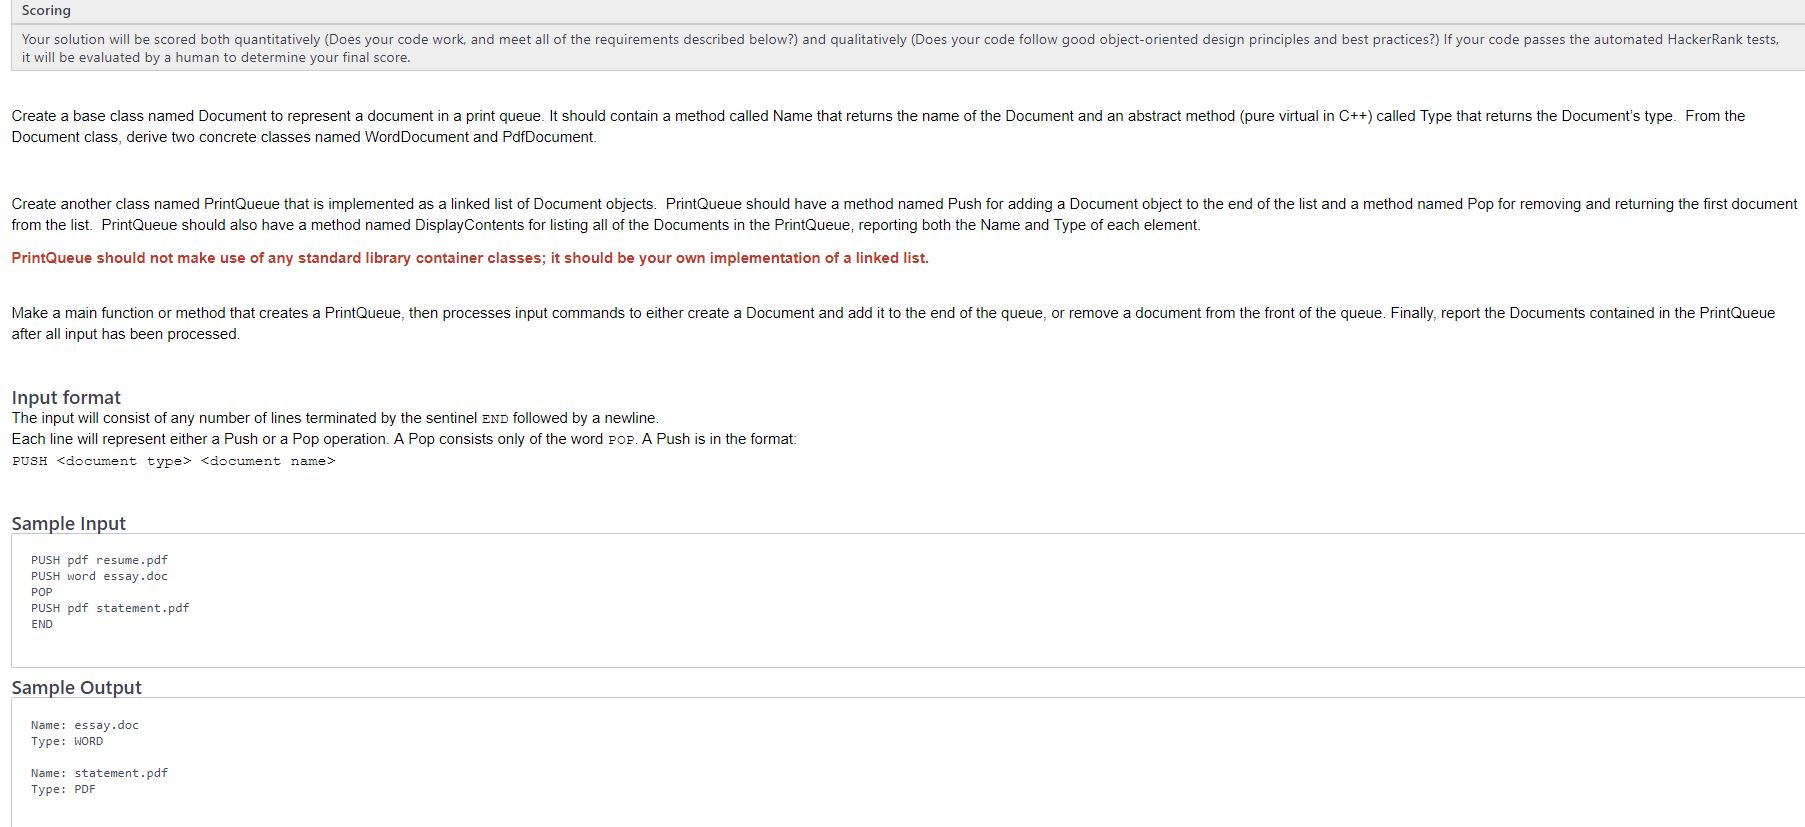 Scoring
Your solution will be scored both quantitatively (Does your code work, and meet all of the requirements described below?) and qualitatively (Does your code follow good object-oriented design principles and best practices?) If your code passes the automated HackerRank tests,
it will be evaluated by a human to determine your final score.
Create a base class named Document to represent a document in a print queue. It should contain a method called Name that returns the name of the Document and an abstract method (pure virtual in C++) called Type that returns the Document's type.  From the
Document class, derive two concrete classes named WordDocument and PdfDocument.
Create another class named PrintQueue that is implemented as a linked list of Document objects.  PrintQueue should have a method named Push for adding a Document object to the end of the list and a method named Pop for removing and returning the first document
from the list.  PrintQueue should also have a method named DisplayContents for listing all of the Documents in the PrintQueue, reporting both the Name and Type of each element.
PrintQueue should not make use of any standard library container classes; it should be your own implementation of a linked list.
Make a main function or method that creates a PrintQueue, then processes input commands to either create a Document and add it to the end of the queue, or remove a document from the front of the queue. Finally, report the Documents contained in the PrintQueue
after all input has been processed.
Input format
The input will consist of any number of lines terminated by the sentinel END followed by a newline.
Each line will represent either a Push or a Pop operation. A Pop consists only of the word POP. A Push is in the format:
PUSH <document type> <document name>
Sample Input
PUSH pdf resume.pdf
PUSH word essay.doc
POP
PUSH pdf statement.pdf
END
Sample Output
Name: essay.doc
Type: WORD
Name: statement.pdf
Type: PDF